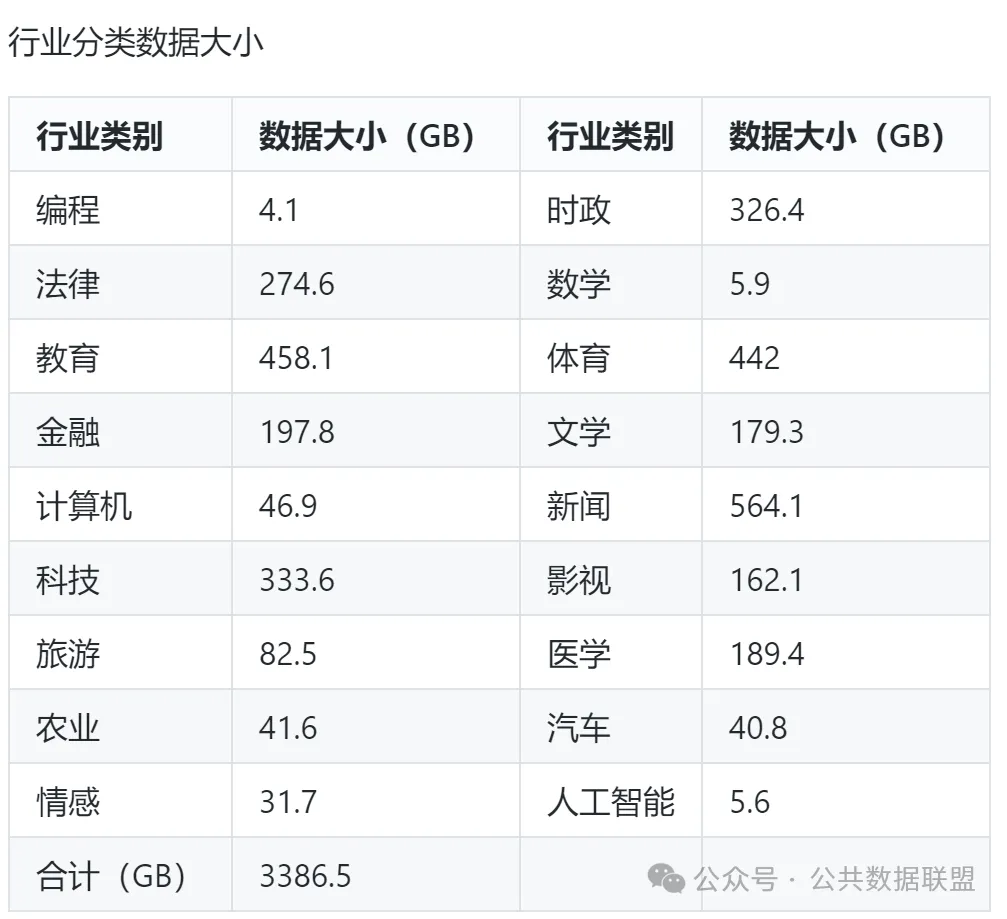 行业分类数据大小
行业类别 数据大小（GB） 行业类别 数据大小（GB）
编程 4.1 时政 326.4
法律 274.6 数学 5.9
教育 458.1 体育 442
金融 197.8 文学 179.3
计算机 46.9 新闻 564.1
科技 333.6 影视 162.1
旅游 82.5 医学 189.4
农业 41.6 汽车 40.8
情感 31.7 人工智能 5.6
合计（GB） 3386.5
公众号 · 公共数据联盟